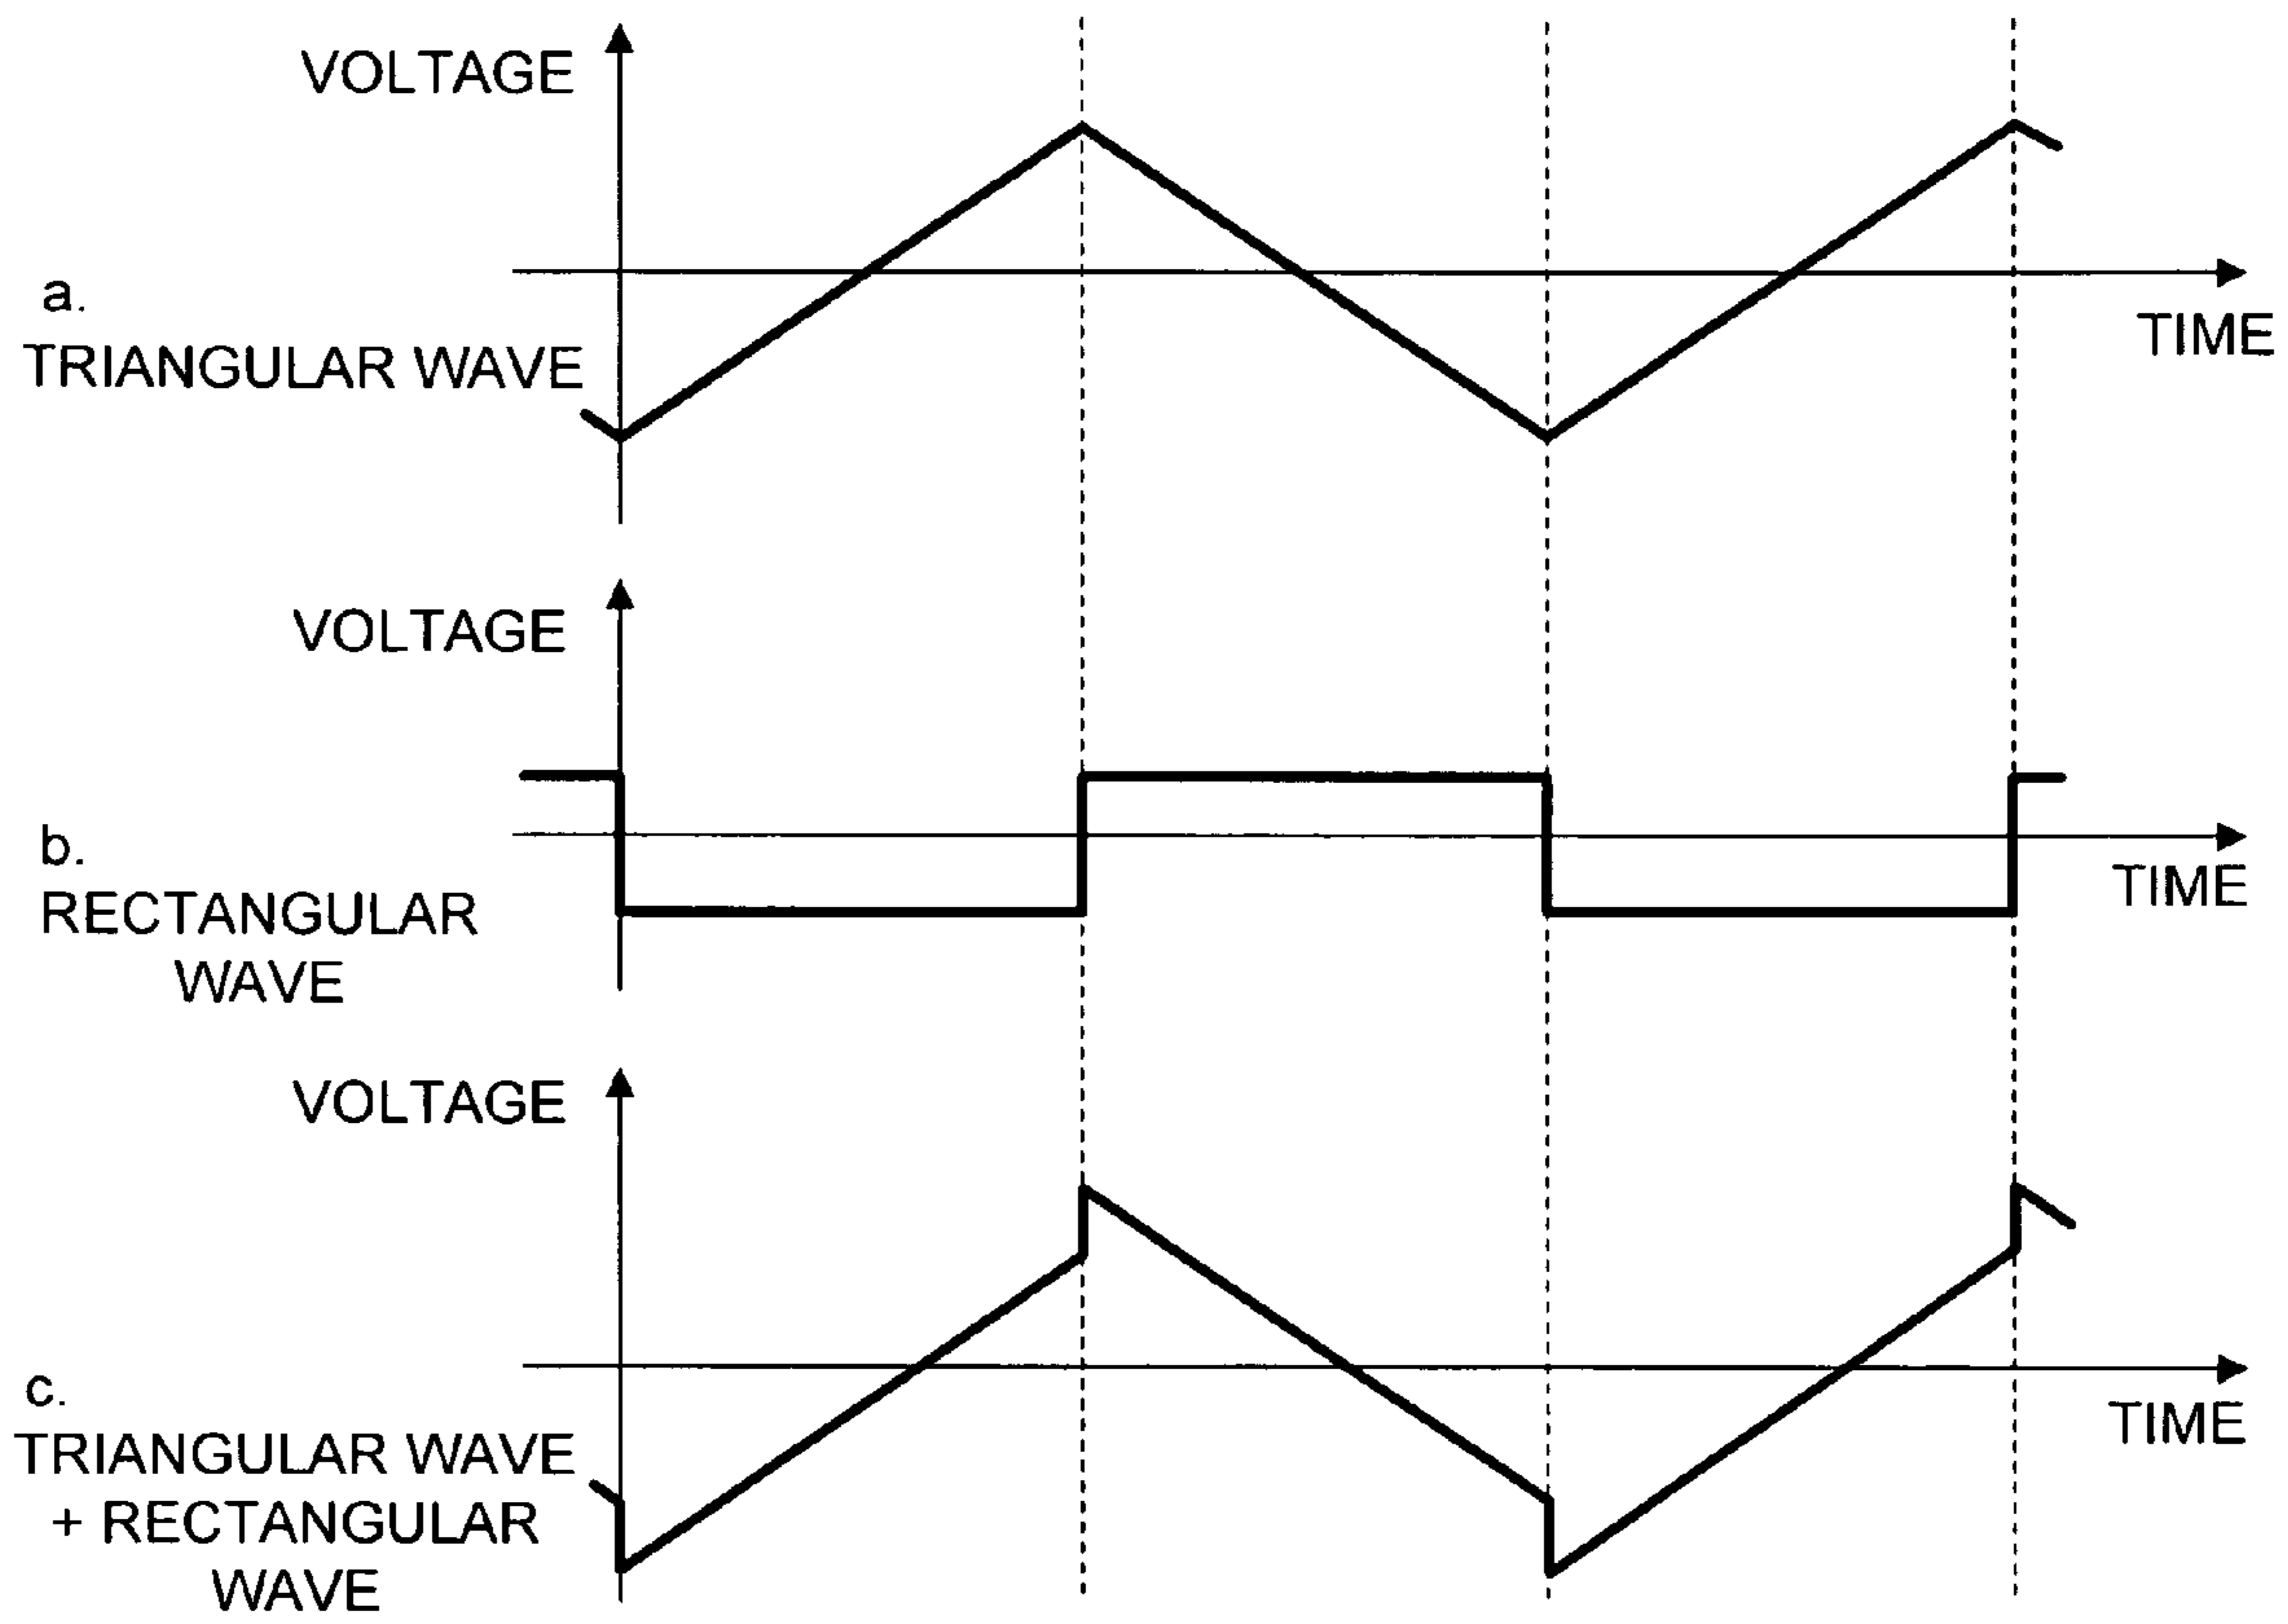 VOLTAGE
a.
TRIANGULAR WAVE
TIME
VOLTAGE
b.
RECTANGULAR
WAVE
TIME
VOLTAGE
c.
TRIANGULAR WAVE
+ RECTANGULAR
WAVE
TIME